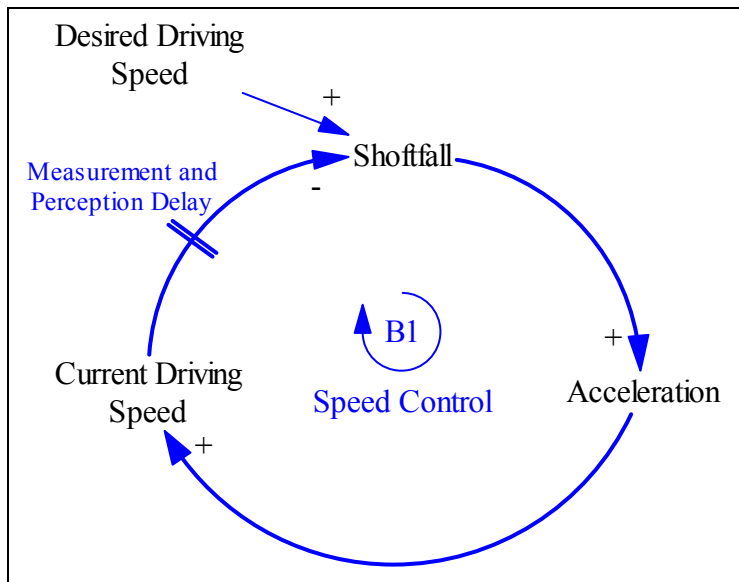 Desired Driving
Speed
+
Shoftfall
Measurement and
Perception Delay
-
B1
+
Current Driving
Speed
Speed Control
Acceleration
+